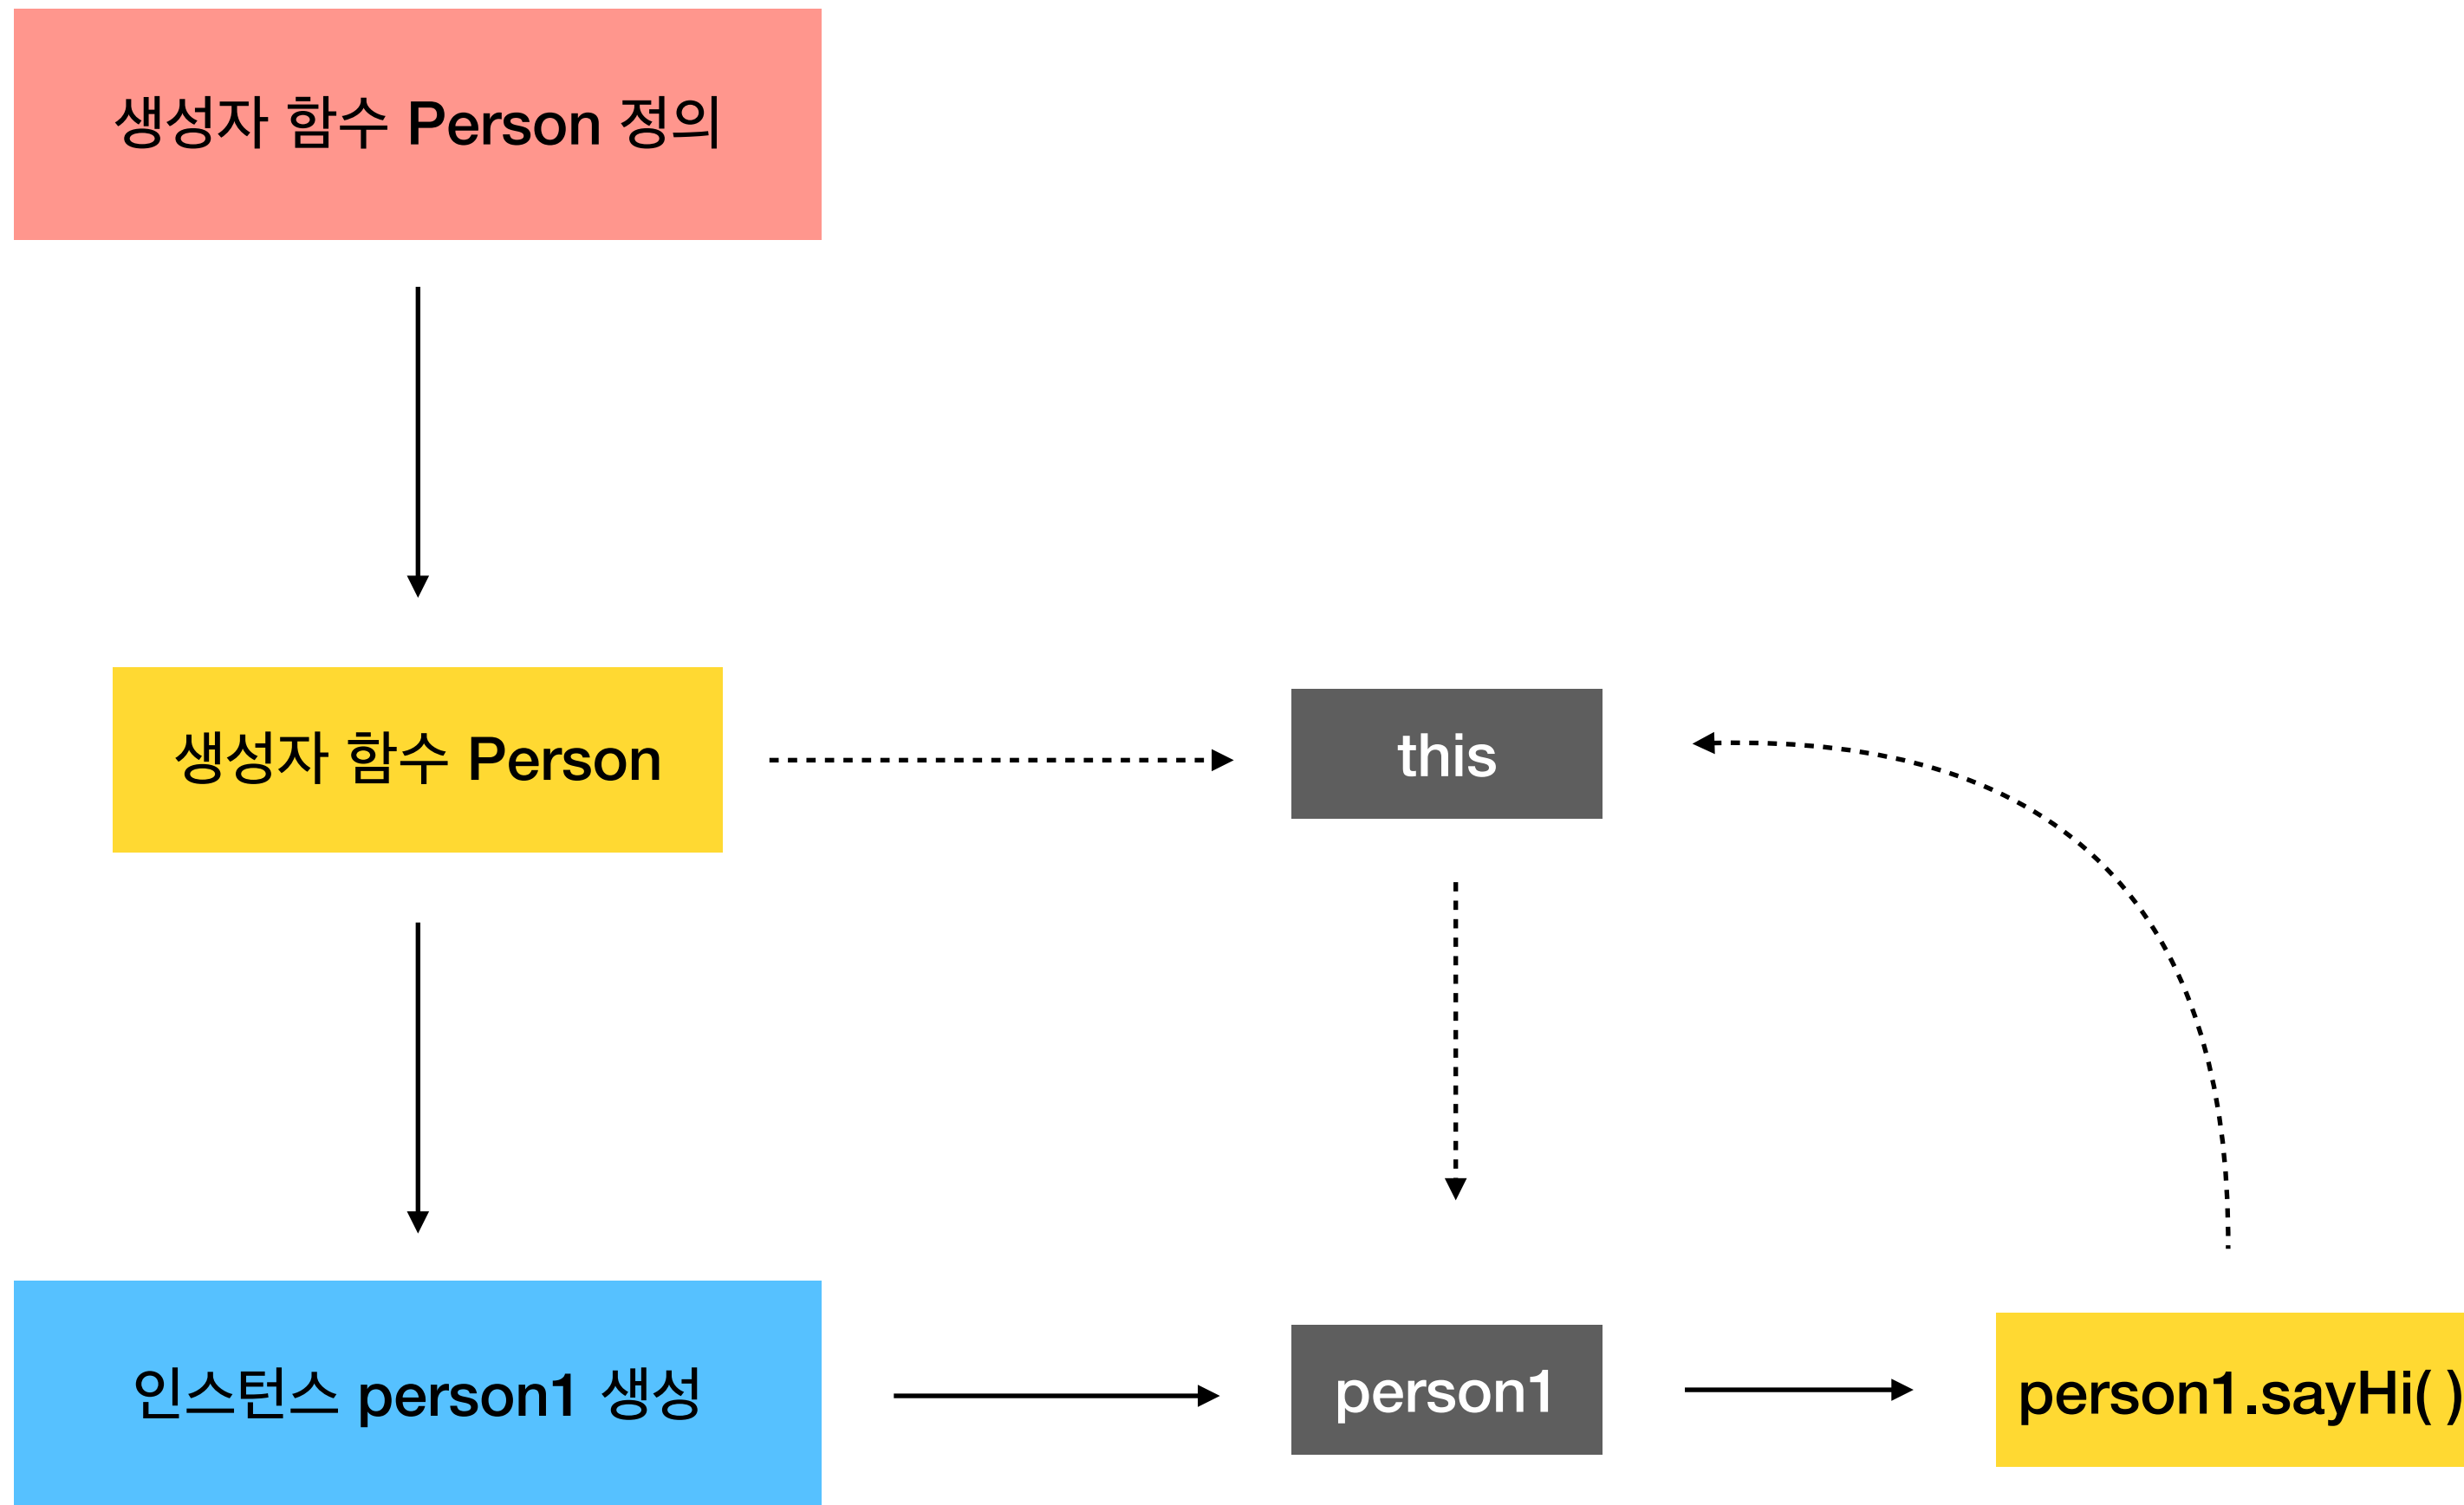 생성자 함수 Person 정의
생성자 함수 Person
this
인스턴스 person1 생성
person1
person1.sayHi( )